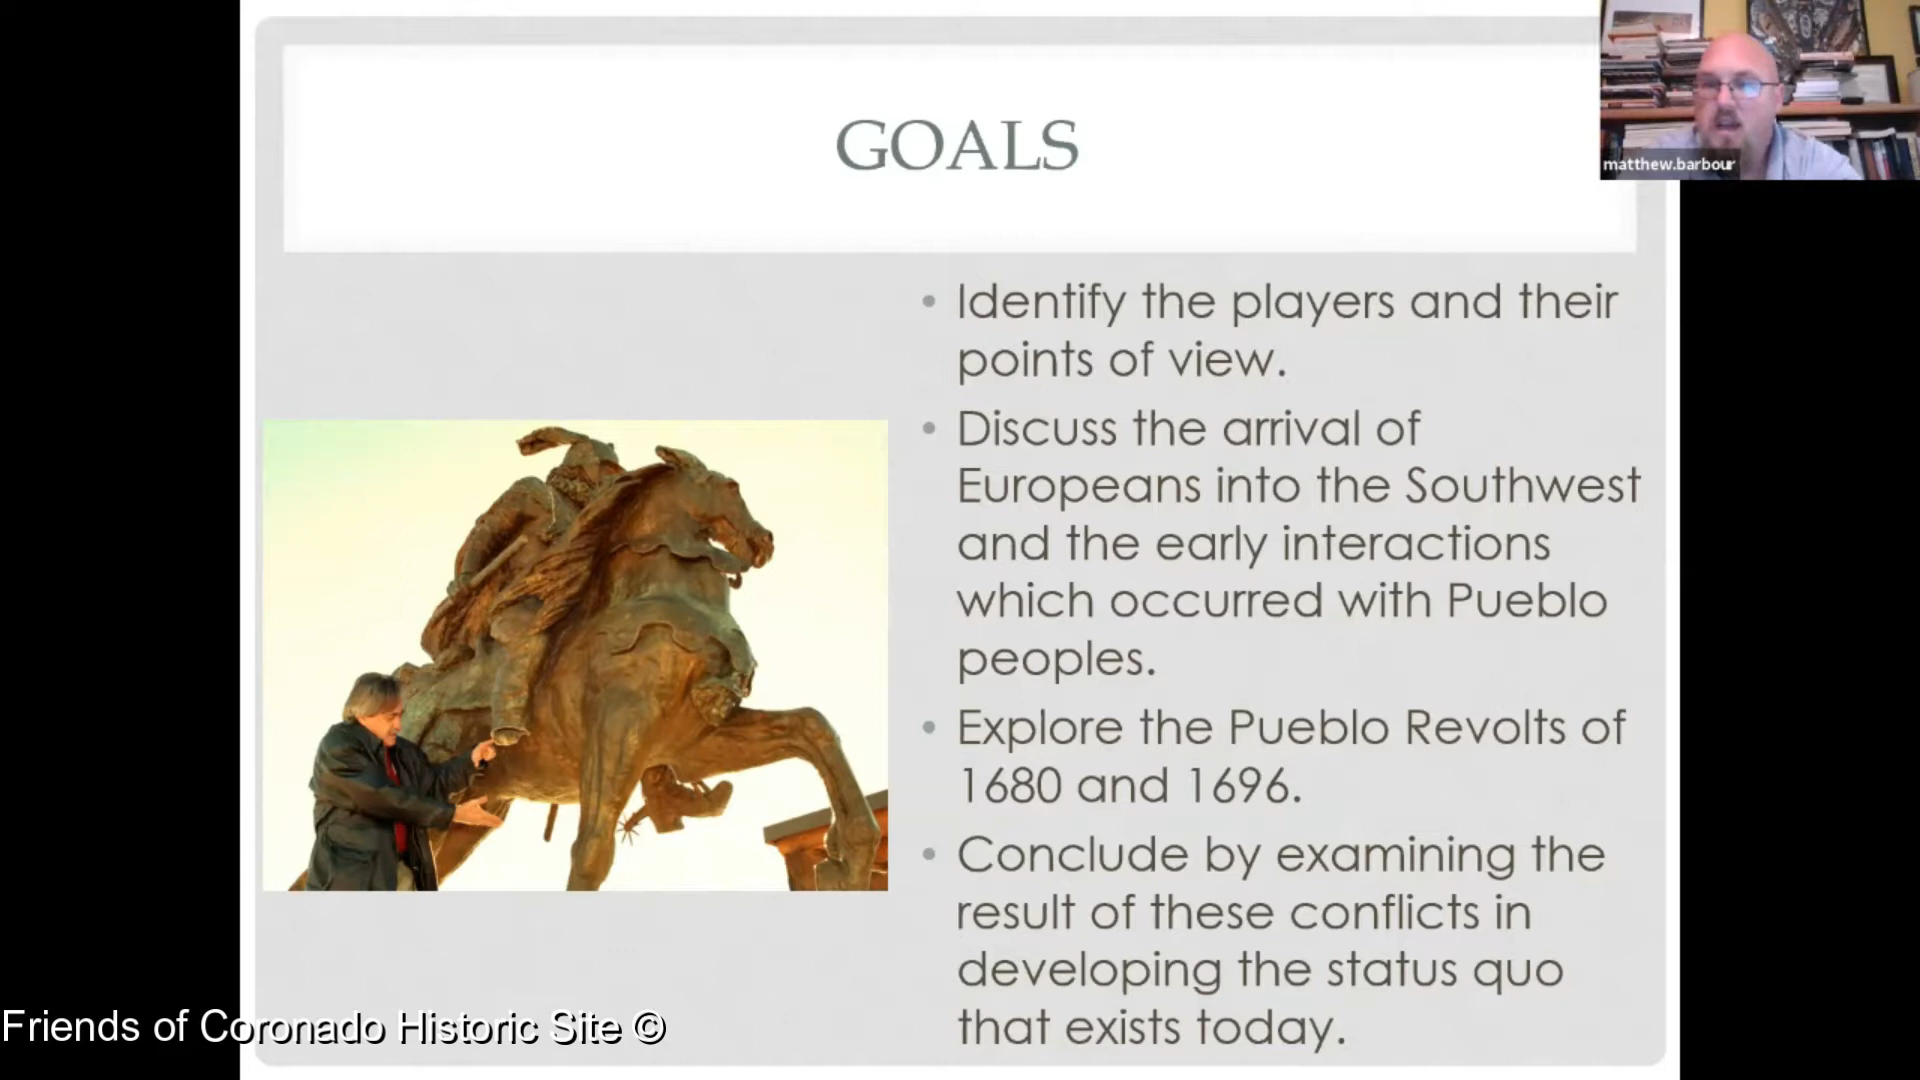 GOALS
matthew.barbour
• Identify the players and their
points of view.
• Discuss the arrival of
Europeans into the Southwest
and the early interactions
which occurred with Pueblo
peoples.
• Explore the Pueblo Revolts of
1680 and 1696.
• Conclude by examining the
result of these conflicts in
developing the status quo
that exists today.
Friends of Coronado Historic Site ©